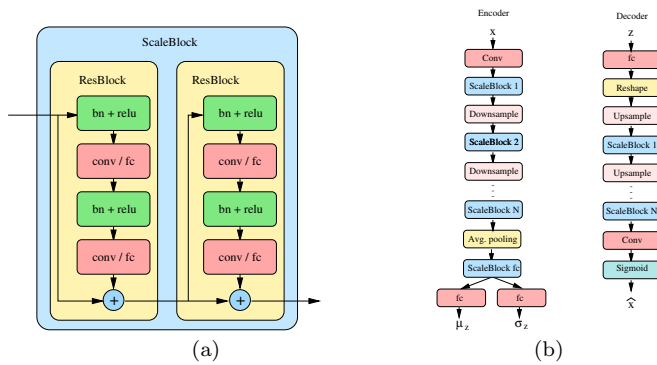 ScaleBlock
ResBlock
bn + relu
conv / fc
bn + relu
conv / fc
+
ResBlock
bn + relu
conv / fc
bn + relu
conv / fc
+
(a)
Encoder
x
Conv
ScaleBlock 1
Downsample
ScaleBlock 2
Downsample
ScaleBlock N
Avg. pooling
ScaleBlock fc
fc
fc
μz
σz
Decoder
z
fc
Reshape
Upsample
ScaleBlock 1
Upsample
ScaleBlock N
Conv
Sigmoid
x̂
(b)